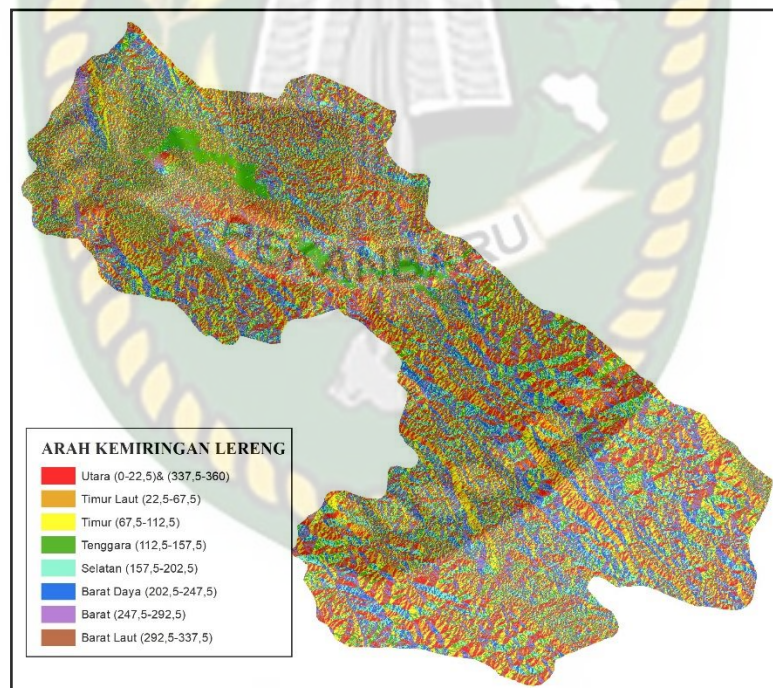 PEKANBARU
ARAH KEMIRINGAN LERENG
Utara (0-22,5)& (337,5-360)
Timur Laut (22,5-67,5)
Timur (67,5-112,5)
Tenggara (112,5-157,5)
Selatan (157,5-202,5)
Barat Daya (202,5-247,5)
Barat (247,5-292,5)
Barat Laut (292,5-337,5)